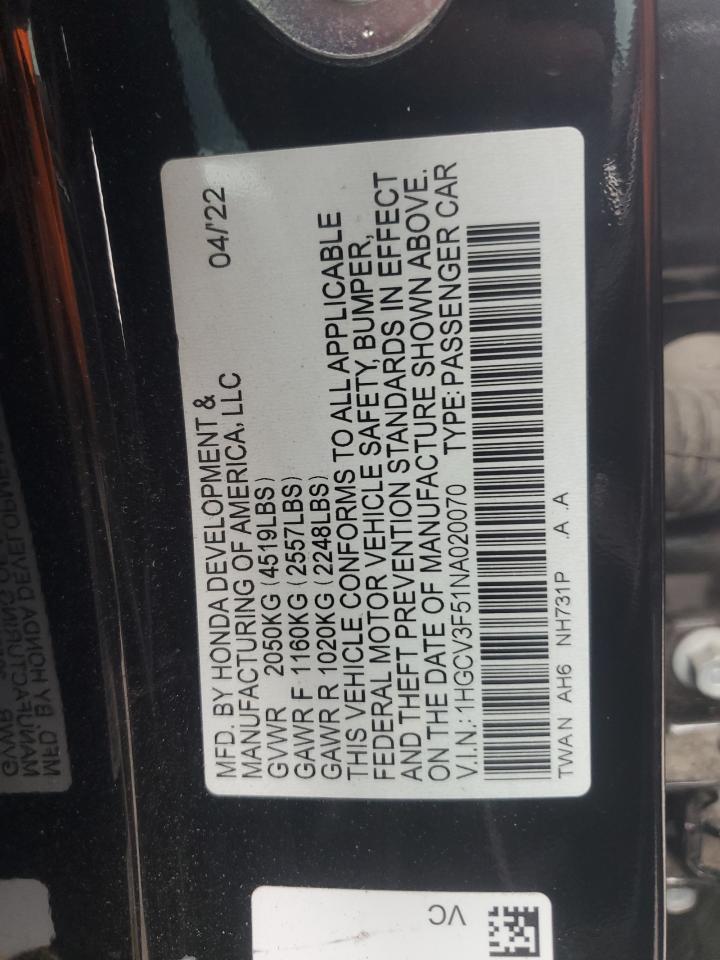 MFD. BY HONDA DEVELOPMENT &
MANUFACTURING OF AMERICA, LLC 04/'22
GVWR 2050KG (4519LBS)
GAWR F 1160KG (2557LBS)
GAWR R 1020KG (2248LBS)
THIS VEHICLE CONFORMS TO ALL APPLICABLE
FEDERAL MOTOR VEHICLE SAFETY, BUMPER,
AND THEFT PREVENTION STANDARDS IN EFFECT
ON THE DATE OF MANUFACTURE SHOWN ABOVE.
V.I.N.: 1HGCV3F51NA020070 TYPE: PASSENGER CAR
TWAN AH6 NH731P .A .A
VC